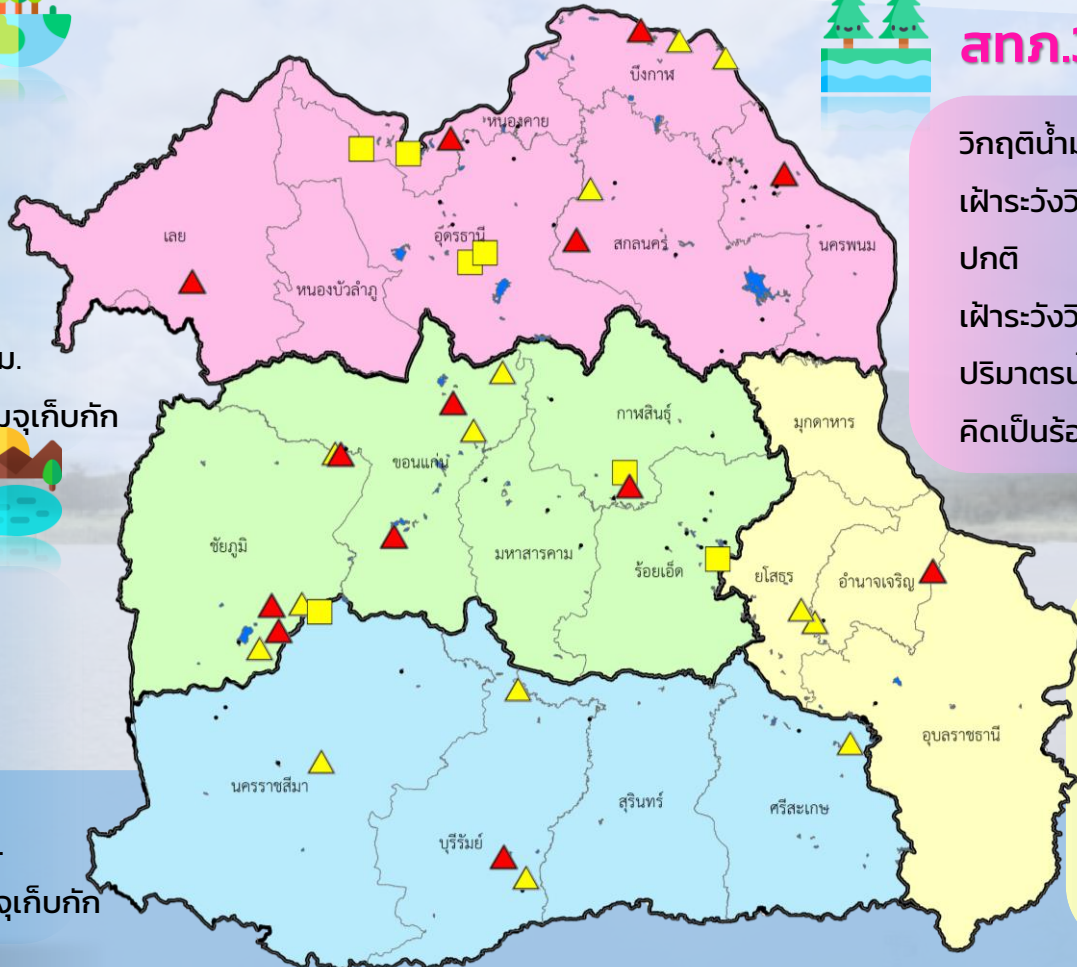 สทภ.3
วิกฤติน้ำ
เฝ้าระวังวิ
ปกติ
เฝ้าระวังวิ
ปริมาตรน้
คิดเป็นร้อ
ม.
มจุเก็บกัก
.
จุเก็บกัก
บึงกาฬ
หนองคาย
เลย
อุดรธานี
สกลนคร
นครพนม
หนองบัวลำภู
กาฬสินธุ์
มุกดาหาร
ขอนแก่น
ชัยภูมิ
มหาสารคาม
ร้อยเอ็ด
ยโสธร
อำนาจเจริญ
อุบลราชธานี
นครราชสีมา
สุรินทร์
ศรีสะเกษ
บุรีรัมย์